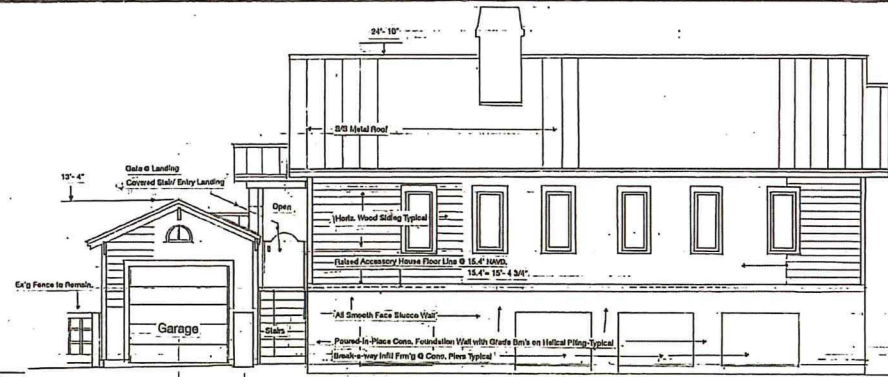 24'- 10"
S/S Metal Roof
Gate @ Landing
13'- 4"
Covered Stair/ Entry Landing
Open
Horiz. Wood Siding Typical
Raised Accessory House Floor Line @ 15.4' NAVD.
15.4'= 15'- 4 3/4".
Ex'g Fence to Remain.
All Smooth Face Stucco Wall
Garage
Stairs
Poured-In-Place Conc. Foundation Wall with Grade Bm's on Helical Piling-Typical
Break-a-way Infil Frm'g @ Conc. Piers Typical